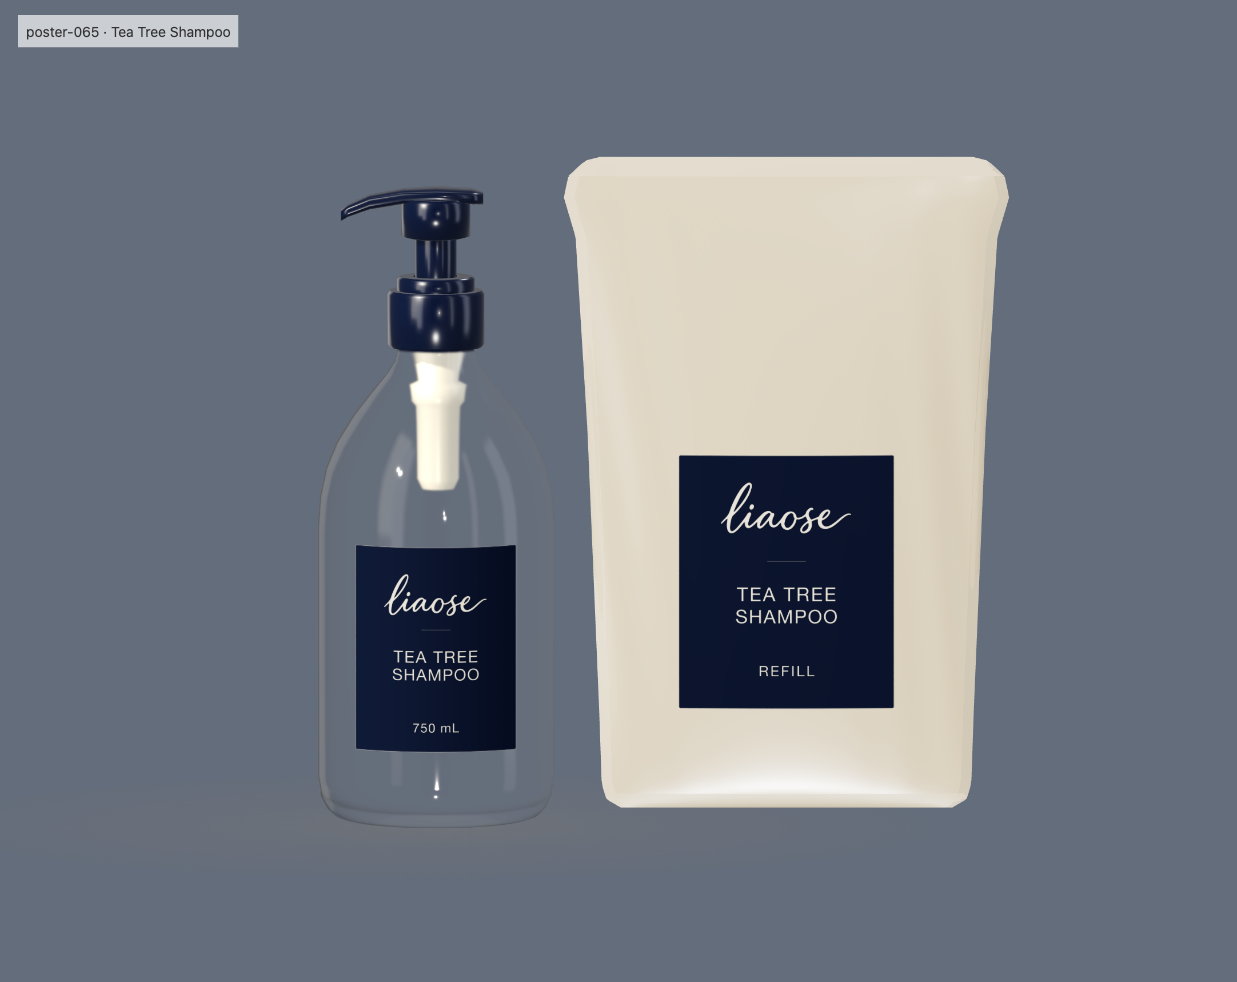 poster-065 · Tea Tree Shampoo
liaose
TEA TREE
SHAMPOO
750 mL
liaose
TEA TREE
SHAMPOO
REFILL